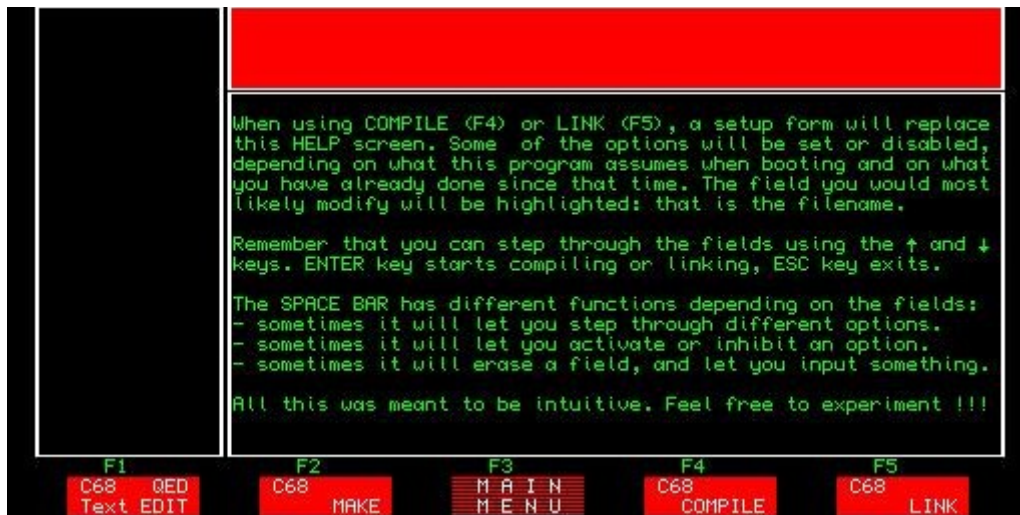 When using COMPILE (F4) or LINK (F5), a setup form will replace
this HELP screen. Some  of the options will be set or disabled,
depending on what this program assumes when booting and on what
you have already done since that time. The field you would most
likely modify will be highlighted: that is the filename.
Remember that you can step through the fields using the ↑ and ↓
keys. ENTER key starts compiling or linking, ESC key exits.
The SPACE BAR has different functions depending on the fields:
- sometimes it will let you step through different options.
- sometimes it will let you activate or inhibit an option.
- sometimes it will erase a field, and let you input something.
All this was meant to be intuitive. Feel free to experiment !!!
F1 F2 F3 F4 F5
C68 QED C68 M A I N C68 C68
Text EDIT MAKE M E N U COMPILE LINK